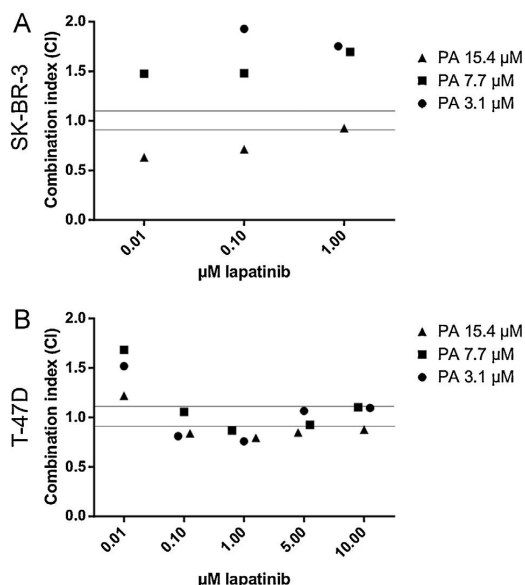 A
SK-BR-3
Combination index (CI)
2.0
1.5
1.0
0.5
0.0
0.01
0.10
1.00
µM lapatinib
PA 15.4 µM
PA 7.7 µM
PA 3.1 µM
B
T-47D
Combination index (CI)
2.0
1.5
1.0
0.5
0.0
0.01
0.10
1.00
5.00
10.00
µM lapatinib
PA 15.4 µM
PA 7.7 µM
PA 3.1 µM